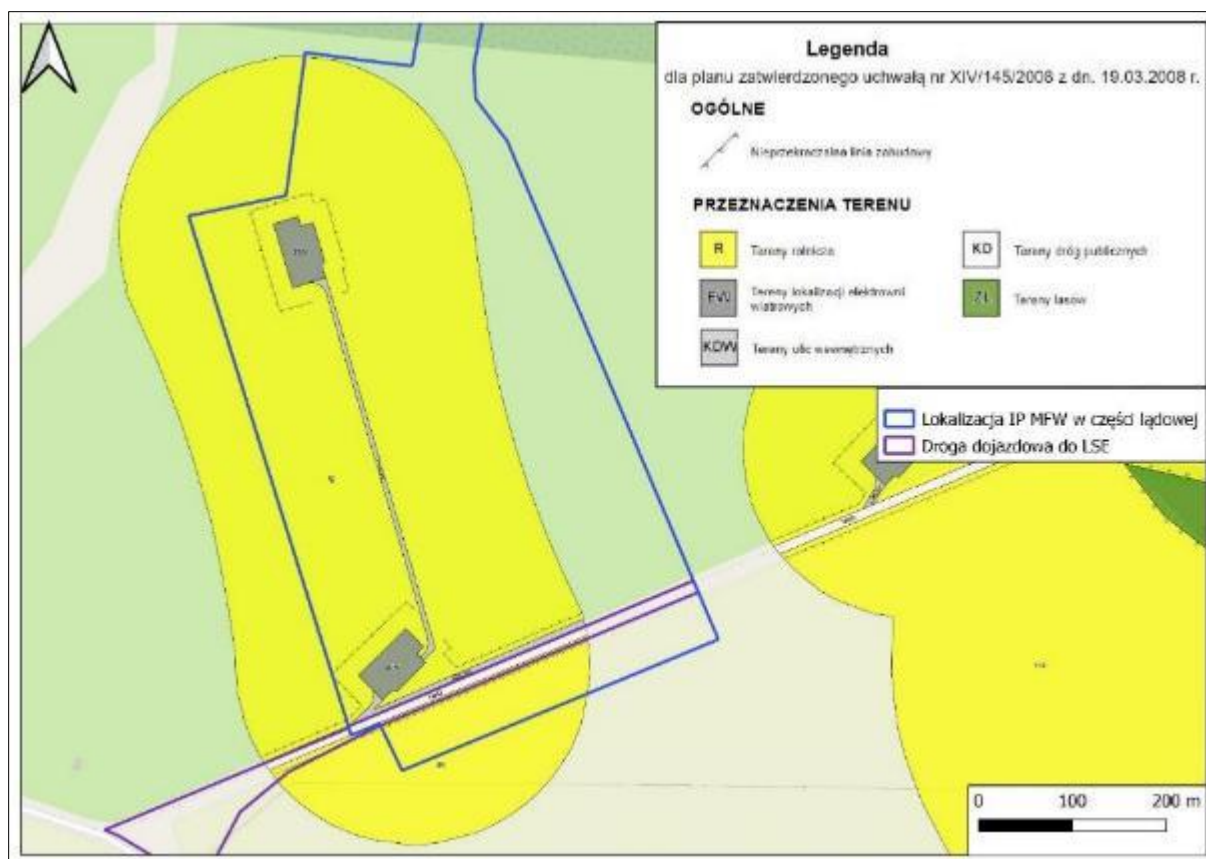 Legenda
dla planu zatwierdzonego uchwałą nr XIV/145/2008 z dn. 19.03.2008 r.
OGÓLNE
Nieprzekraczalna linia zabudowy
PRZEZNACZENIA TERENU
R Tereny rolnicze
KD Tereny dróg publicznych
EW Tereny lokalizacji elektrowni
wiatrowych
ZL Tereny lasów
KDW Tereny ulic wewnętrznych
Lokalizacja IP MFW w części lądowej
Droga dojazdowa do LSE
0 100 200 m